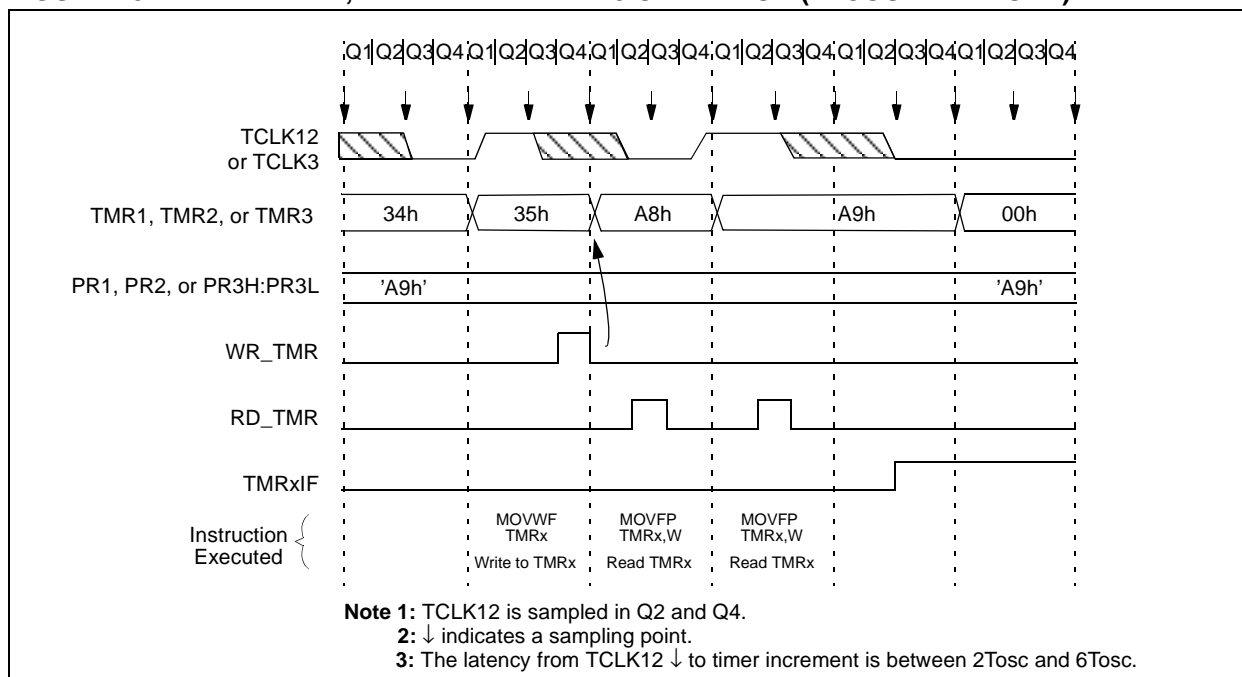 Q1 Q2 Q3 Q4 Q1 Q2 Q3 Q4 Q1 Q2 Q3 Q4 Q1 Q2 Q3 Q4 Q1 Q2 Q3 Q4 Q1 Q2 Q3 Q4
TCLK12
or TCLK3
TMR1, TMR2, or TMR3
34h
35h
A8h
A9h
00h
PR1, PR2, or PR3H:PR3L
'A9h'
'A9h'
WR_TMR
RD_TMR
TMRxIF
Instruction
Executed
MOVWF
TMRx
Write to TMRx
MOVFP
TMRx,W
Read TMRx
MOVFP
TMRx,W
Read TMRx
Note 1: TCLK12 is sampled in Q2 and Q4.
2: ↓ indicates a sampling point.
3: The latency from TCLK12 ↓ to timer increment is between 2Tosc and 6Tosc.